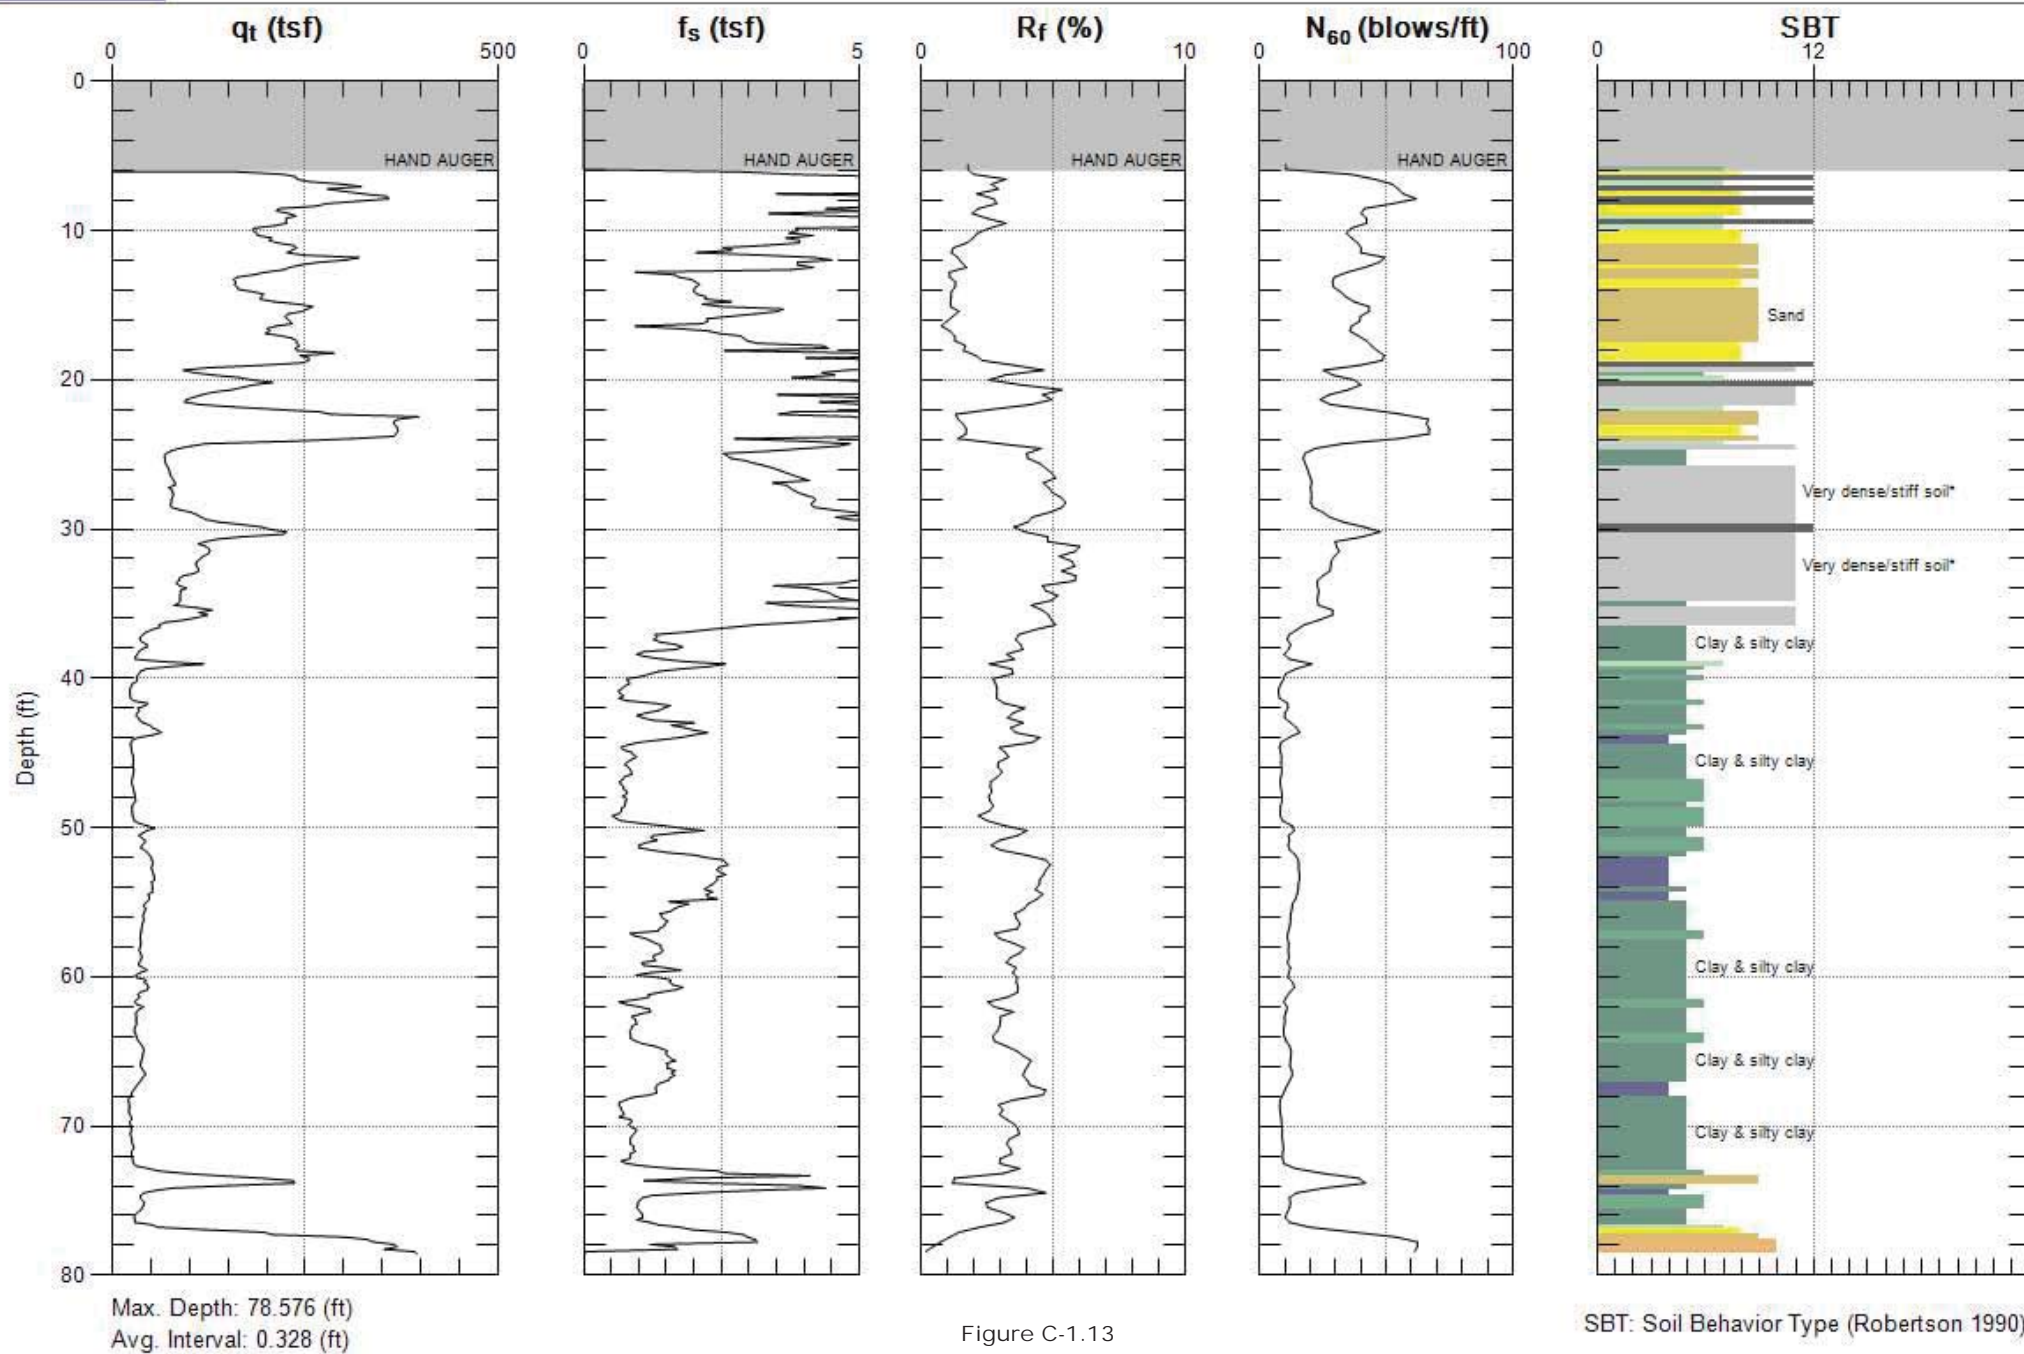 qt (tsf)
fs (tsf)
Rf (%)
N60 (blows/ft)
SBT
0 500
0 5
0 10
0 100
0 12
0
HAND AUGER
HAND AUGER
HAND AUGER
HAND AUGER
10
Sand
20
Very dense/stiff soil*
30
Very dense/stiff soil*
Clay & silty clay
40
Depth (ft)
Clay & silty clay
50
60
Clay & silty clay
Clay & silty clay
70
Clay & silty clay
80
Max. Depth: 78.576 (ft)
Avg. Interval: 0.328 (ft)
Figure C-1.13
SBT: Soil Behavior Type (Robertson 1990)